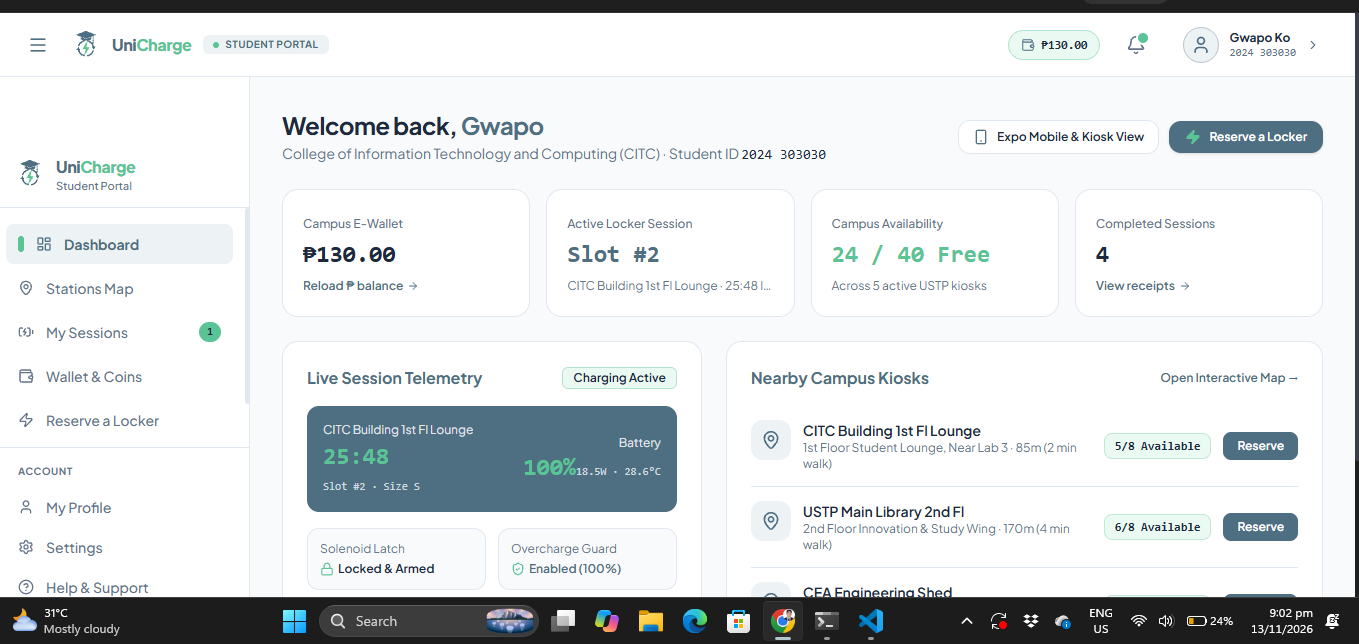 UniCharge
STUDENT PORTAL
₱130.00
Gwapo Ko
2024 303030
UniCharge
Student Portal
Dashboard
Stations Map
My Sessions
1
Wallet & Coins
Reserve a Locker
ACCOUNT
My Profile
Settings
Help & Support
Welcome back, Gwapo
College of Information Technology and Computing (CITC) · Student ID 2024 303030
Expo Mobile & Kiosk View
Reserve a Locker
Campus E-Wallet
₱130.00
Reload ₱ balance →
Active Locker Session
Slot #2
CITC Building 1st Fl Lounge · 25:48 l...
Campus Availability
24 / 40 Free
Across 5 active USTP kiosks
Completed Sessions
4
View receipts →
Live Session Telemetry
Charging Active
CITC Building 1st Fl Lounge
25:48
Slot #2 · Size S
Battery
100%
18.5W · 28.6°C
Solenoid Latch
Locked & Armed
Overcharge Guard
Enabled (100%)
Nearby Campus Kiosks
Open Interactive Map →
CITC Building 1st Fl Lounge
1st Floor Student Lounge, Near Lab 3 · 85m (2 min
walk)
5/8 Available
Reserve
USTP Main Library 2nd Fl
2nd Floor Innovation & Study Wing · 170m (4 min
walk)
6/8 Available
Reserve
CEA Engineering Shed
31°C
Mostly cloudy
Search
ENG
US
24%
9:02 pm
13/11/2026